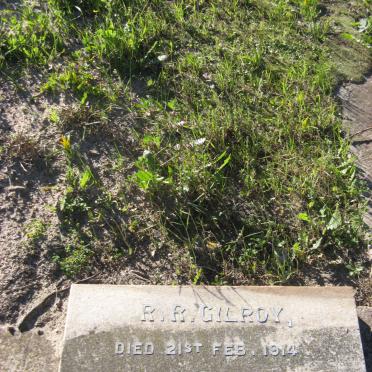 R.R. GILROY,
DIED 21ST FEB. 1914